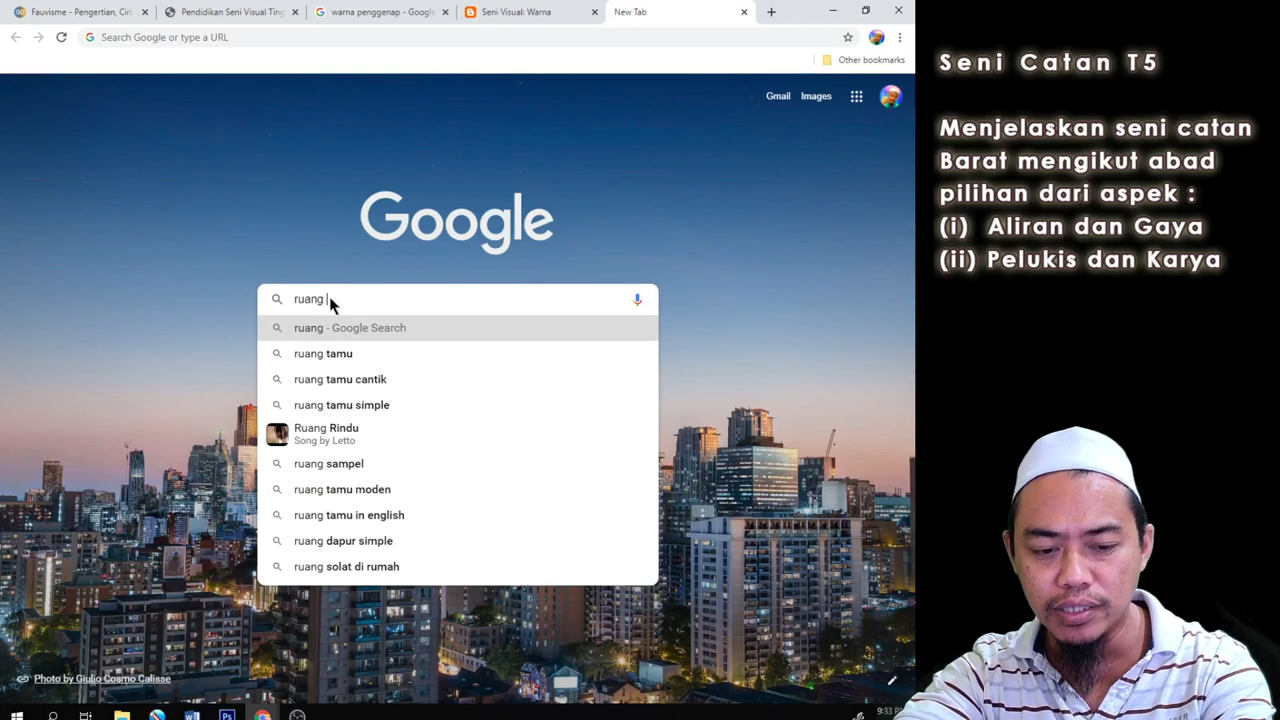 Fauvisme - Pengertian, Ciri
Pendidikan Seni Visual Ting
warna penggenap - Google
Seni Visual: Warna
New Tab
Search Google or type a URL
Other bookmarks
Gmail
Images
Google
ruang
ruang - Google Search
ruang tamu
ruang tamu cantik
ruang tamu simple
Ruang Rindu
Song by Letto
ruang sampel
ruang tamu moden
ruang tamu in english
ruang dapur simple
ruang solat di rumah
Photo by Giulio Cosmo Calisse
9:33
Seni Catan T5
Menjelaskan seni catan
Barat mengikut abad
pilihan dari aspek :
(i) Aliran dan Gaya
(ii) Pelukis dan Karya